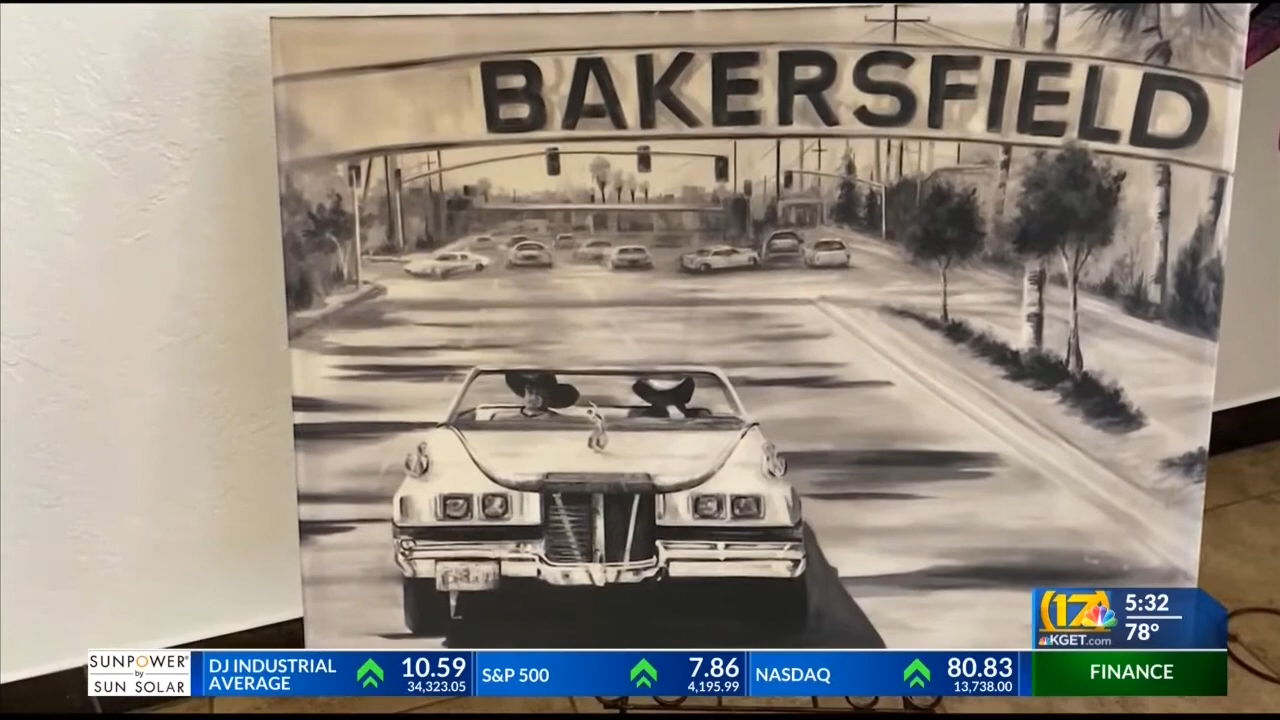 BAKERSFIELD
17
KGET.com
5:32
78°
SUNPOWER®
by
SUN SOLAR
DJ INDUSTRIAL
AVERAGE
10.59
34,323.05
S&P 500
7.86
4,195.99
NASDAQ
80.83
13,738.00
FINANCE